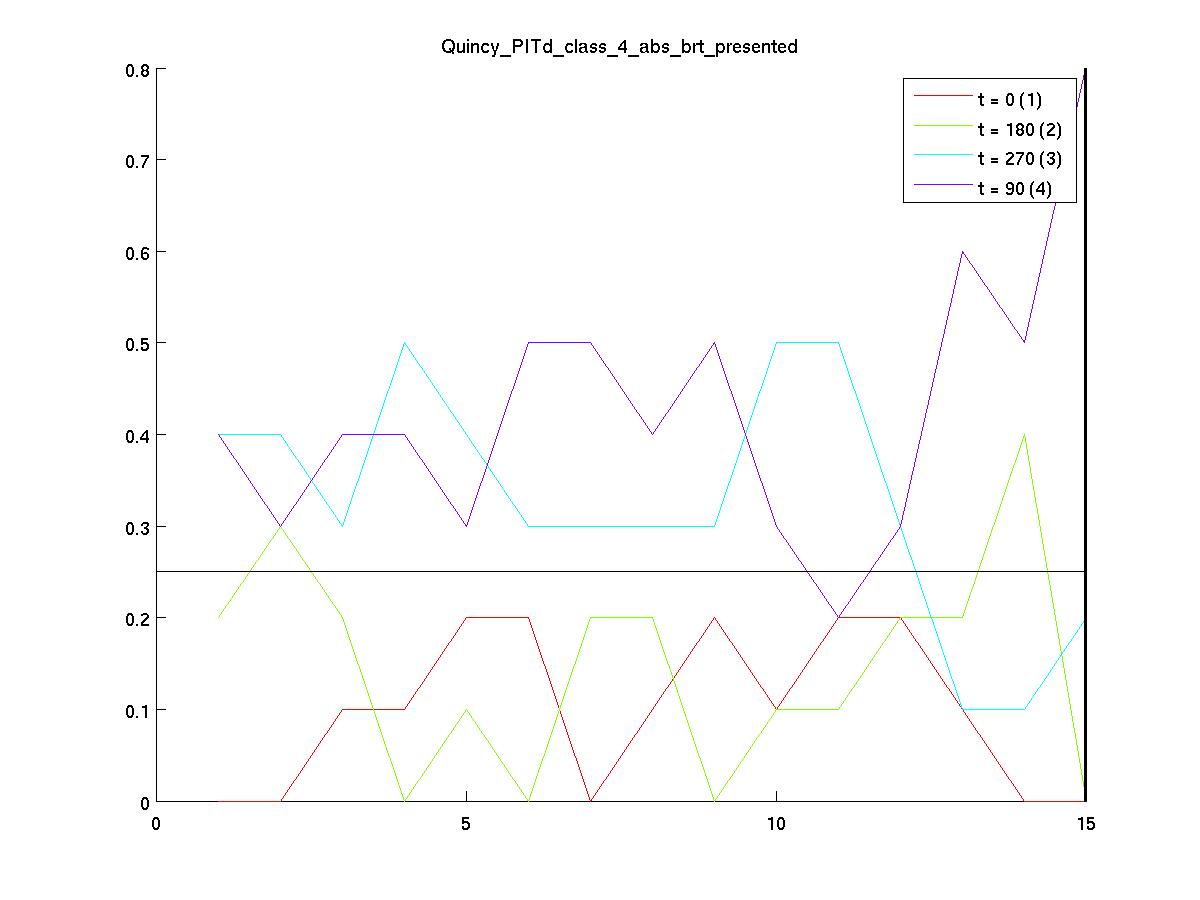 Quincy_PITd_class_4_abs_brt_presented
0.8
0.7
0.6
0.5
0.4
0.3
0.2
0.1
0
t = 0 (1)
t = 180 (2)
t = 270 (3)
t = 90 (4)
0 5 10 15